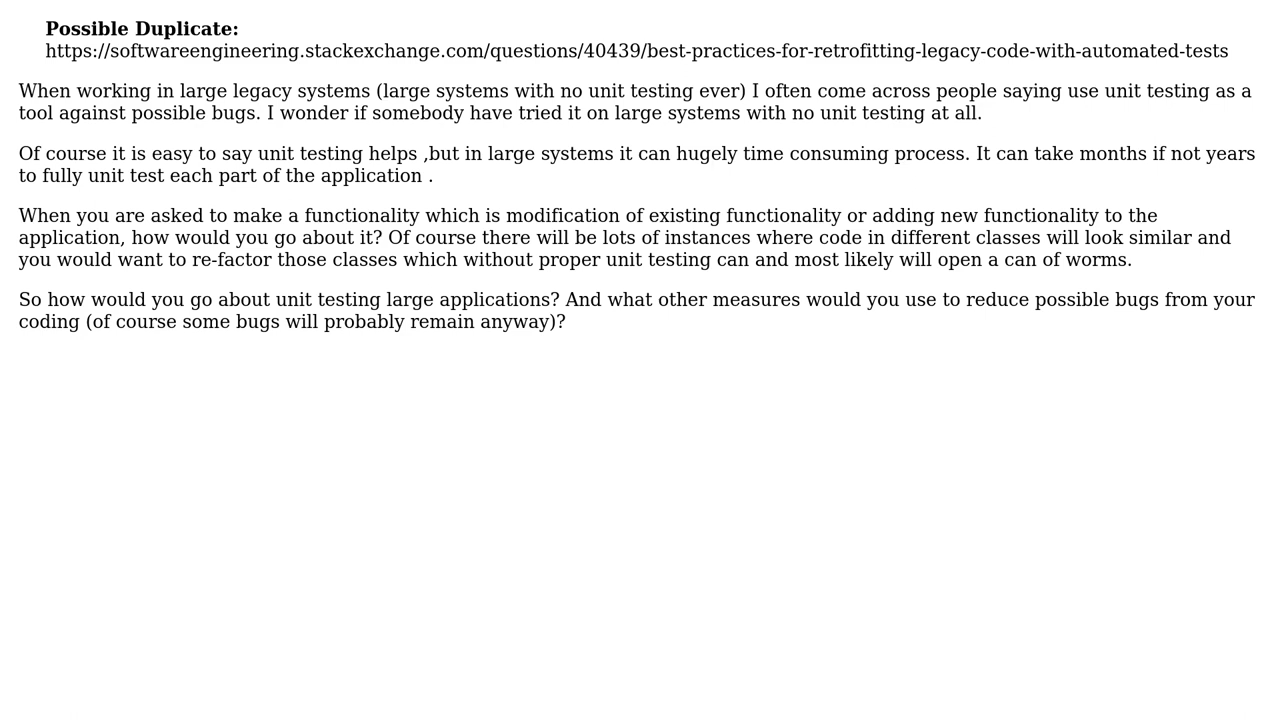 Possible Duplicate:
https://softwareengineering.stackexchange.com/questions/40439/best-practices-for-retrofitting-legacy-code-with-automated-tests
When working in large legacy systems (large systems with no unit testing ever) I often come across people saying use unit testing as a
tool against possible bugs. I wonder if somebody have tried it on large systems with no unit testing at all.
Of course it is easy to say unit testing helps ,but in large systems it can hugely time consuming process. It can take months if not years
to fully unit test each part of the application .
When you are asked to make a functionality which is modification of existing functionality or adding new functionality to the
application, how would you go about it? Of course there will be lots of instances where code in different classes will look similar and
you would want to re-factor those classes which without proper unit testing can and most likely will open a can of worms.
So how would you go about unit testing large applications? And what other measures would you use to reduce possible bugs from your
coding (of course some bugs will probably remain anyway)?